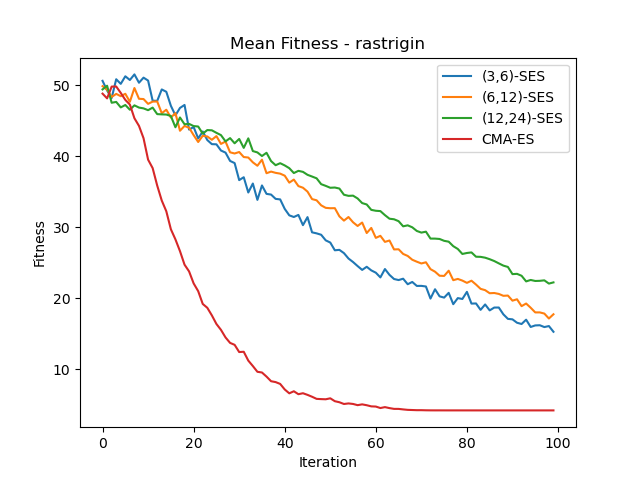 Mean Fitness - rastrigin
(3,6)-SES
(6,12)-SES
(12,24)-SES
CMA-ES
50
40
30
20
10
Fitness
0 20 40 60 80 100
Iteration